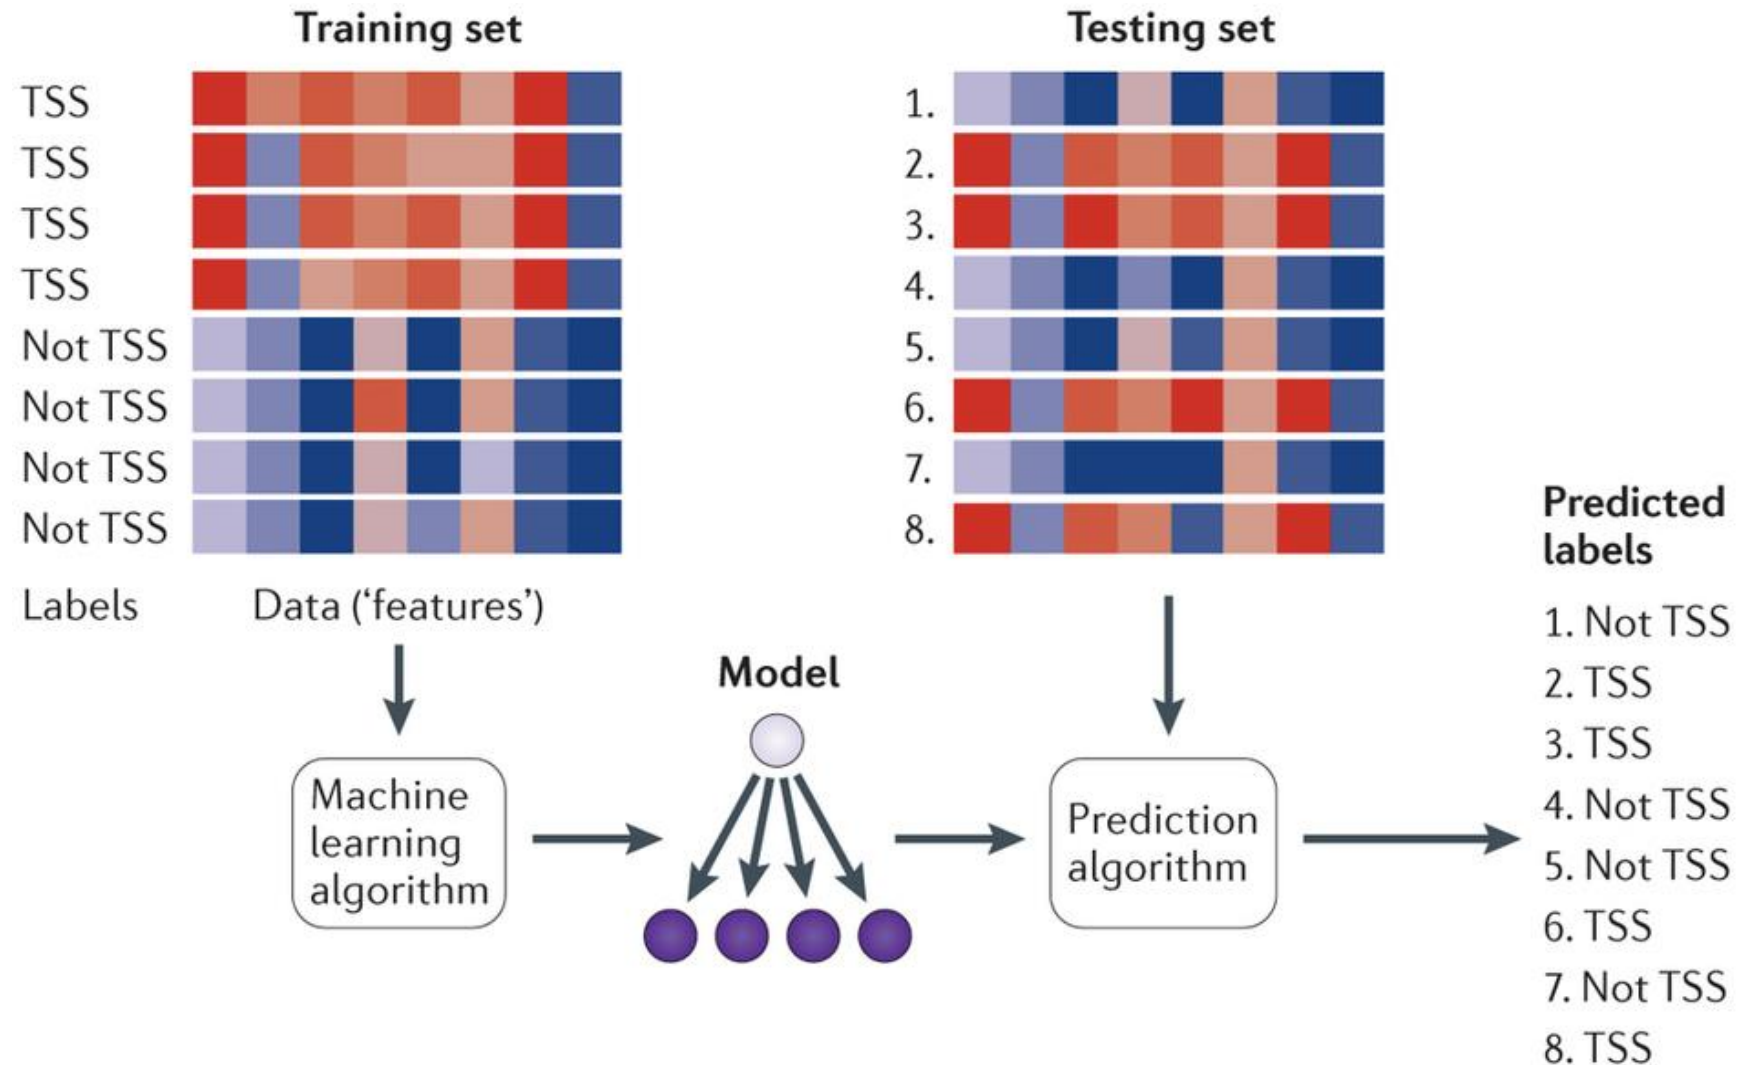 Training set
TSS
TSS
TSS
TSS
Not TSS
Not TSS
Not TSS
Not TSS
Labels
Data (‘features’)
Machine
learning
algorithm
Model
Testing set
1.
2.
3.
4.
5.
6.
7.
8.
Prediction
algorithm
Predicted
labels
1. Not TSS
2. TSS
3. TSS
4. Not TSS
5. Not TSS
6. TSS
7. Not TSS
8. TSS